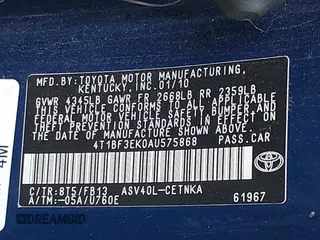 MFD.BY:TOYOTA MOTOR MANUFACTURING,
KENTUCKY,INC.01/10
GVWR 4345LB GAWR FR 2668LB RR 2359LB
THIS VEHICLE CONFORMS TO ALL APPLICABLE
FEDERAL MOTOR VEHICLE SAFETY, BUMPER, AND
THEFT PREVENTION STANDARDS IN EFFECT ON
THE DATE OF MANUFACTURE SHOWN ABOVE.
4T1BF3EK0AU575868 PASS.CAR
C/TR:8T5/FB13 ASV40L-CETNKA
A/TM:-05A/U760E
TOYOTA
61967
4M
DREAMBID